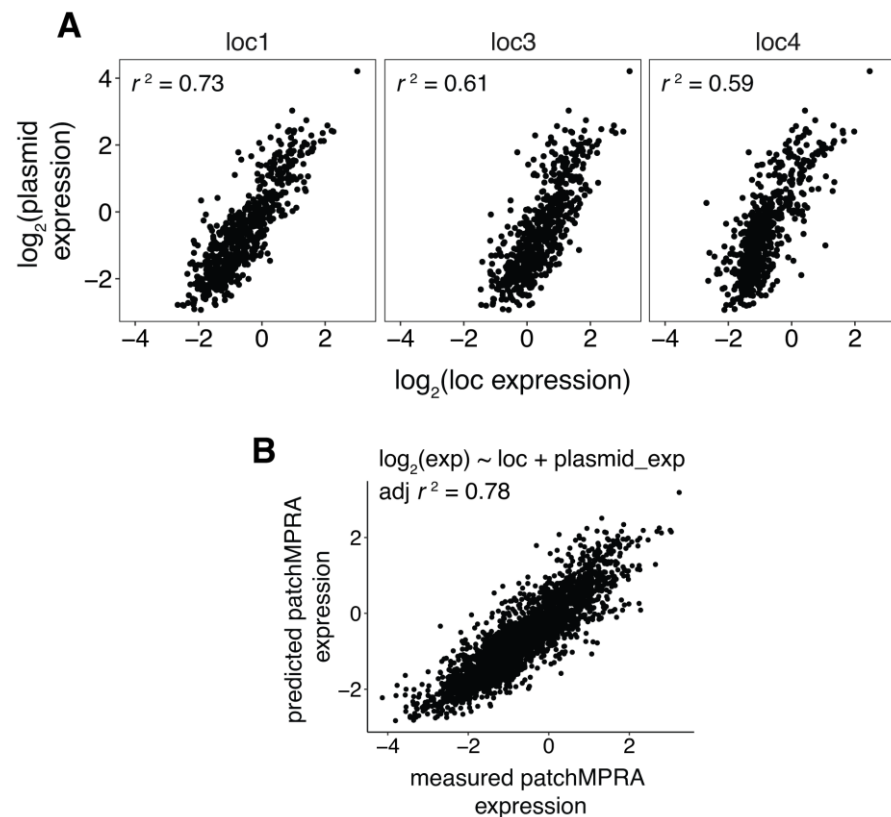 A
loc1
loc3
loc4
r² = 0.73
r² = 0.61
r² = 0.59
log₂(plasmid
expression)
4
2
0
−2
−4 −2 0 2
−4 −2 0 2
−4 −2 0 2
log₂(loc expression)
B
log₂(exp) ~ loc + plasmid_exp
adj r² = 0.78
predicted patchMPRA
expression
2
0
−2
−4 −2 0 2
measured patchMPRA
expression